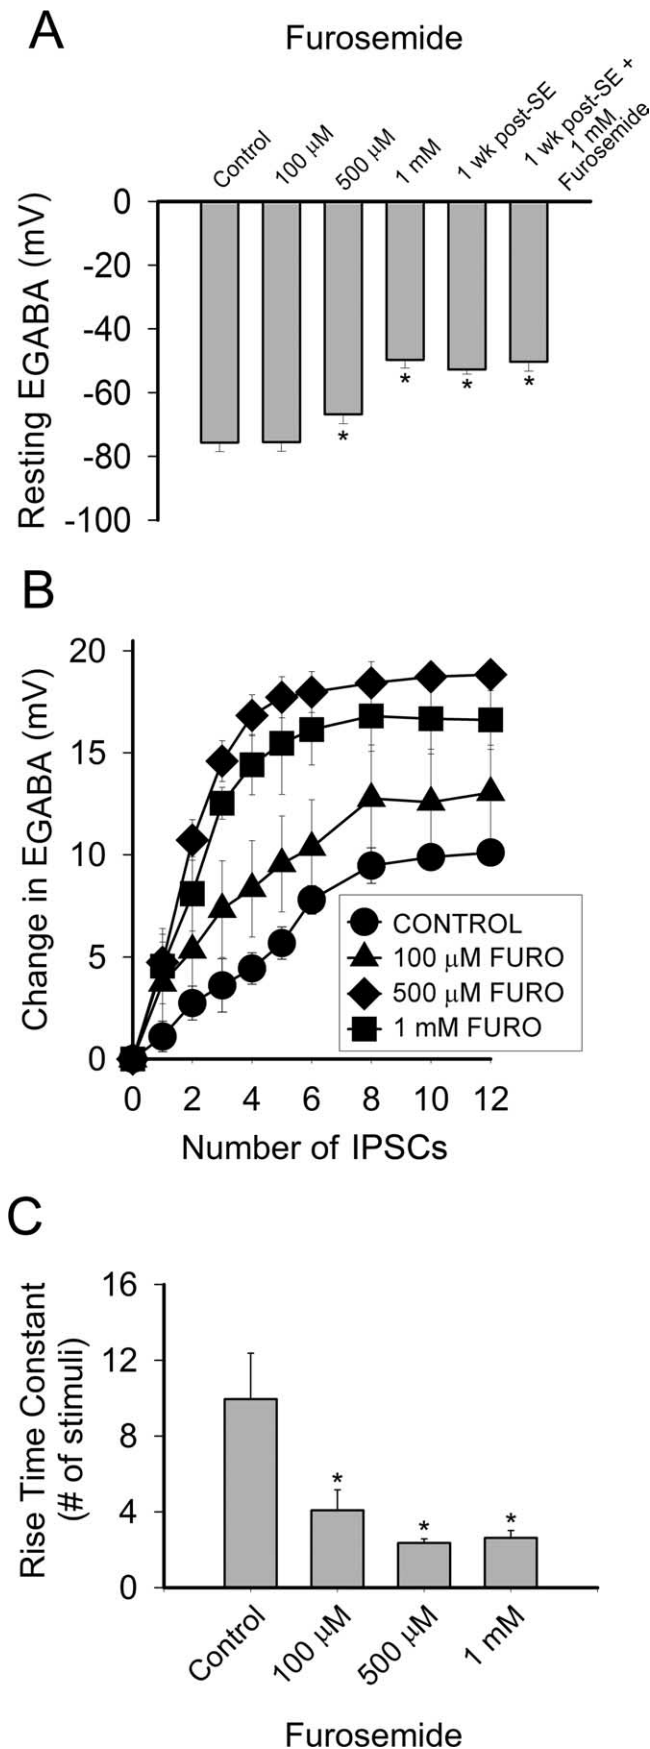 A
Furosemide
Control
100 μM
500 μM
1 mM
1 wk post-SE
1 wk post-SE +
1 mM
Furosemide
Resting EGABA (mV)
0
-20
-40
-60
-80
-100
*
*
*
*
B
Change in EGABA (mV)
20
15
10
5
0
CONTROL
100 μM FURO
500 μM FURO
1 mM FURO
0 2 4 6 8 10 12
Number of IPSCs
C
Rise Time Constant
(# of stimuli)
16
12
8
4
0
*
*
*
Control
100 μM
500 μM
1 mM
Furosemide